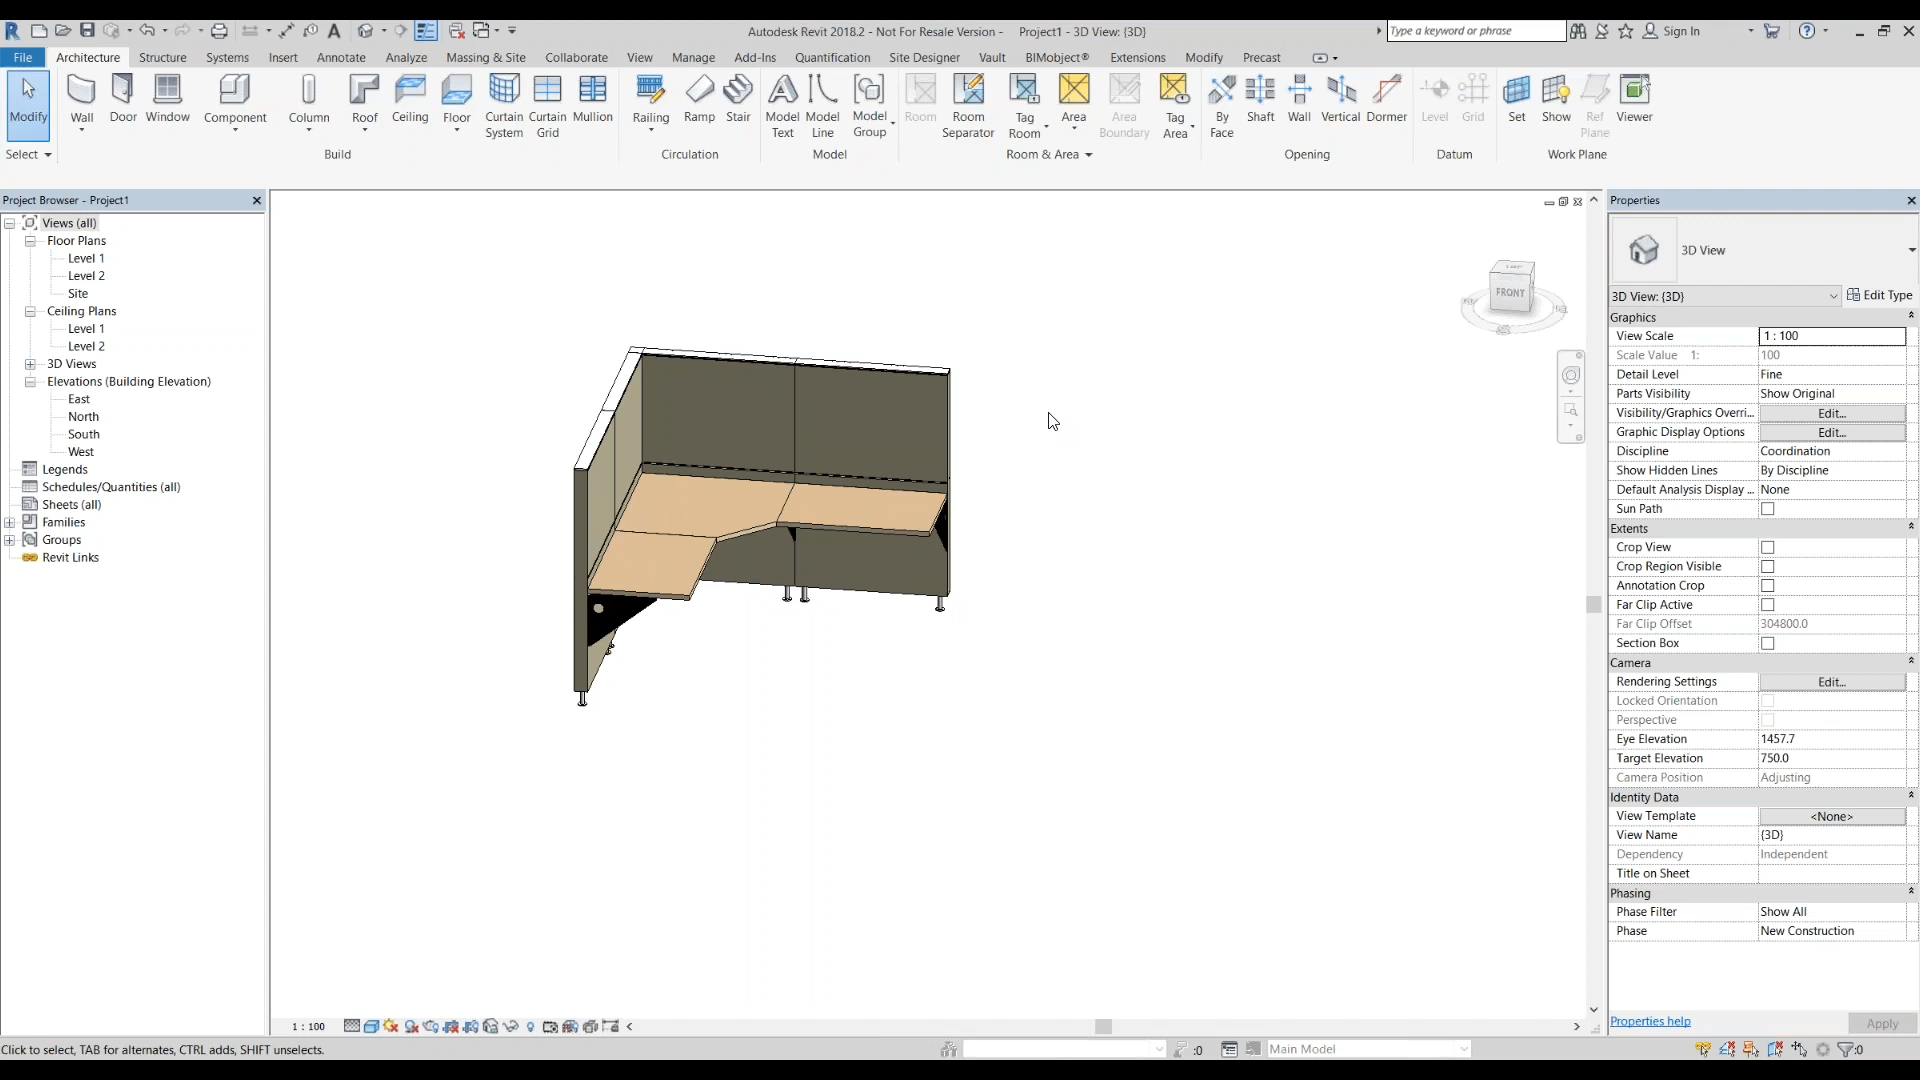 Autodesk Revit 2018.2 - Not For Resale Version - Project1 - 3D View: {3D}
Type a keyword or phrase
Sign In
File Architecture Structure Systems Insert Annotate Analyze Massing & Site Collaborate View Manage Add-Ins Quantification Site Designer Vault BIMobject® Extensions Modify Precast
Modify Wall Door Window Component Column Roof Ceiling Floor Curtain System Curtain Grid Mullion Railing Ramp Stair Model Text Model Line Model Group Room Room Separator Tag Room Area Area Boundary Tag Area By Face Shaft Wall Vertical Dormer Level Grid Set Show Ref Plane Viewer
Select Build Circulation Model Room & Area Opening Datum Work Plane
Project Browser - Project1
Views (all)
Floor Plans
Level 1
Level 2
Site
Ceiling Plans
Level 1
Level 2
3D Views
Elevations (Building Elevation)
East
North
South
West
Legends
Schedules/Quantities (all)
Sheets (all)
Families
Groups
Revit Links
TOP
FRONT
Properties
3D View
3D View: {3D} Edit Type
Graphics
View Scale 1 : 100
Scale Value 1: 100
Detail Level Fine
Parts Visibility Show Original
Visibility/Graphics Overri... Edit...
Graphic Display Options Edit...
Discipline Coordination
Show Hidden Lines By Discipline
Default Analysis Display ... None
Sun Path
Extents
Crop View
Crop Region Visible
Annotation Crop
Far Clip Active
Far Clip Offset 304800.0
Section Box
Camera
Rendering Settings Edit...
Locked Orientation
Perspective
Eye Elevation 1457.7
Target Elevation 750.0
Camera Position Adjusting
Identity Data
View Template <None>
View Name {3D}
Dependency Independent
Title on Sheet
Phasing
Phase Filter Show All
Phase New Construction
Properties help Apply
1 : 100
Click to select, TAB for alternates, CTRL adds, SHIFT unselects.
:0
Main Model
:0